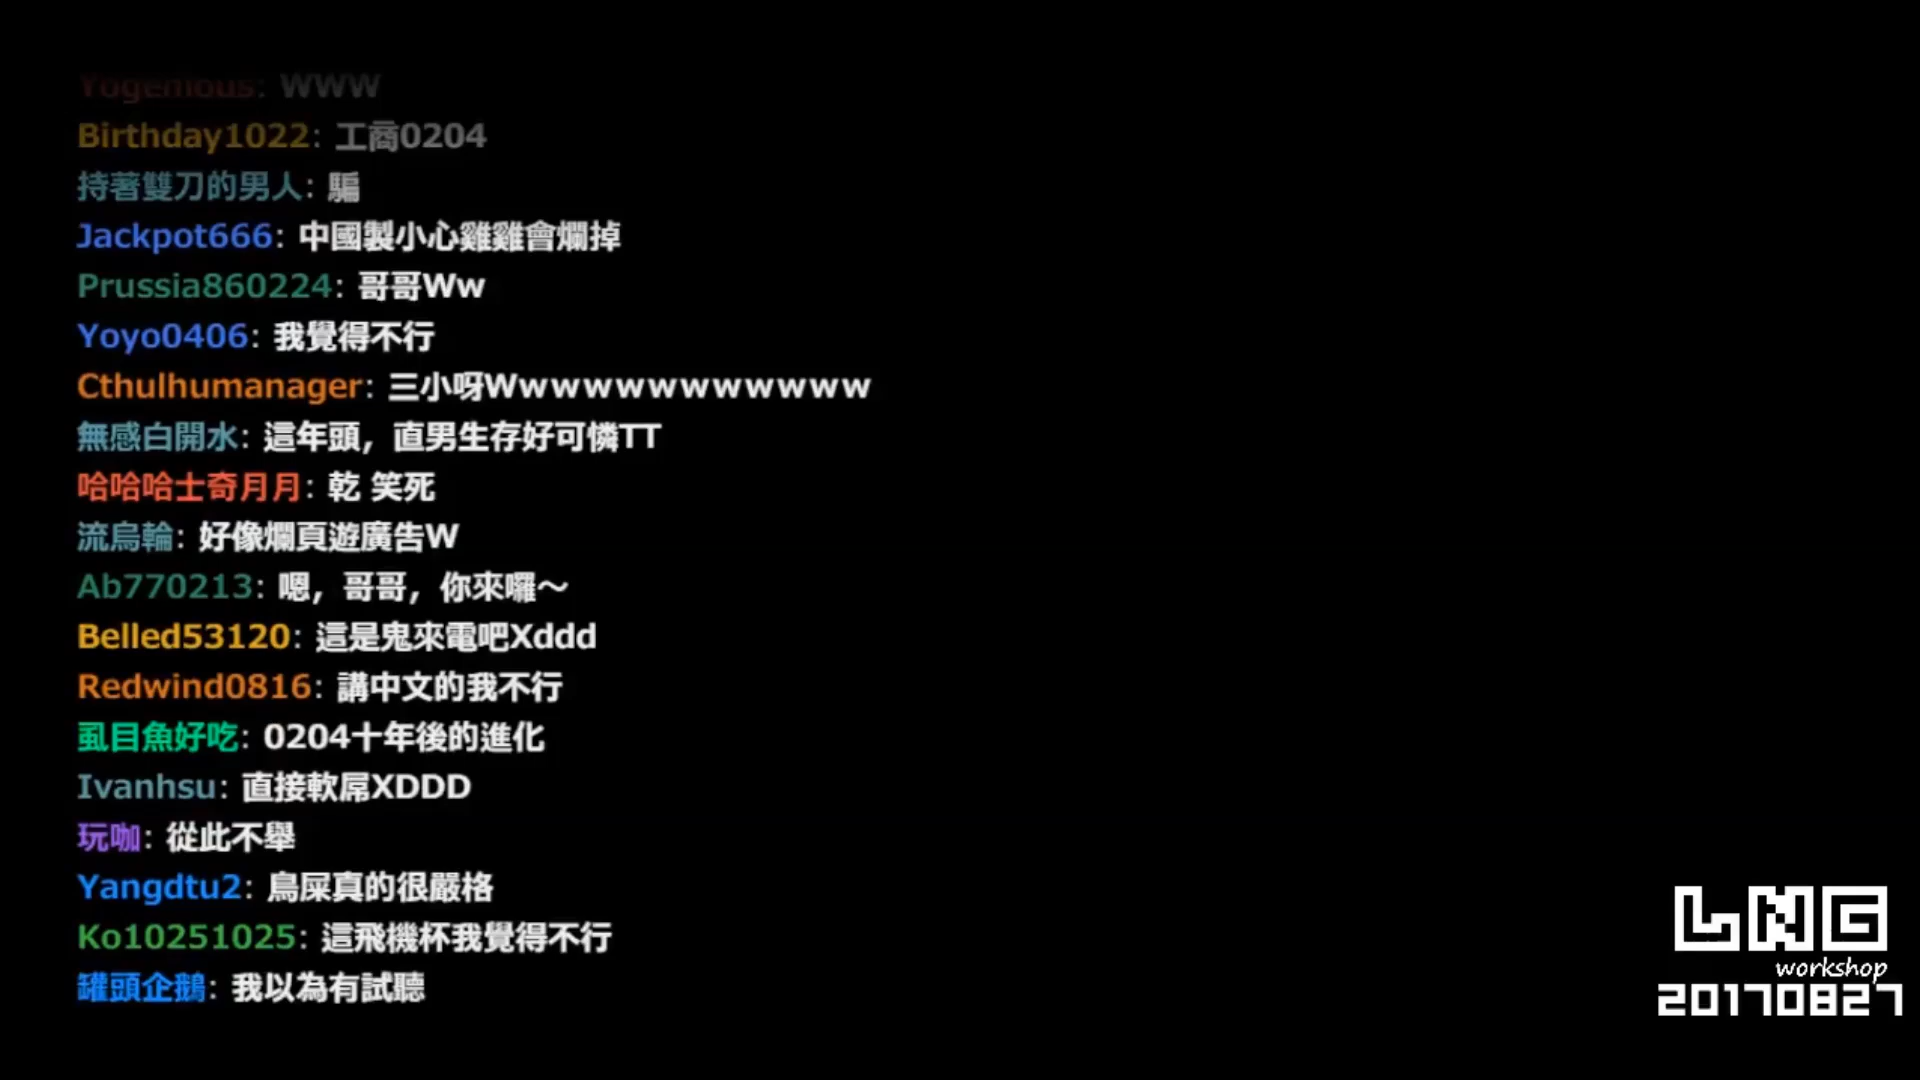 Yogenious: WWW
Birthday1022: 工商0204
持著雙刀的男人: 騙
Jackpot666: 中國製小心雞雞會爛掉
Prussia860224: 哥哥Ww
Yoyo0406: 我覺得不行
Cthulhumanager: 三小呀Wwwwwwwwwwww
無感白開水: 這年頭，直男生存好可憐TT
哈哈哈士奇月月: 乾 笑死
流烏輪: 好像爛頁遊廣告W
Ab770213: 嗯，哥哥，你來囉～
Belled53120: 這是鬼來電吧Xddd
Redwind0816: 講中文的我不行
虱目魚好吃: 0204十年後的進化
Ivanhsu: 直接軟屌XDDD
玩咖: 從此不舉
Yangdtu2: 鳥屎真的很嚴格
Ko10251025: 這飛機杯我覺得不行
罐頭企鵝: 我以為有試聽
LNG
workshop
20170827